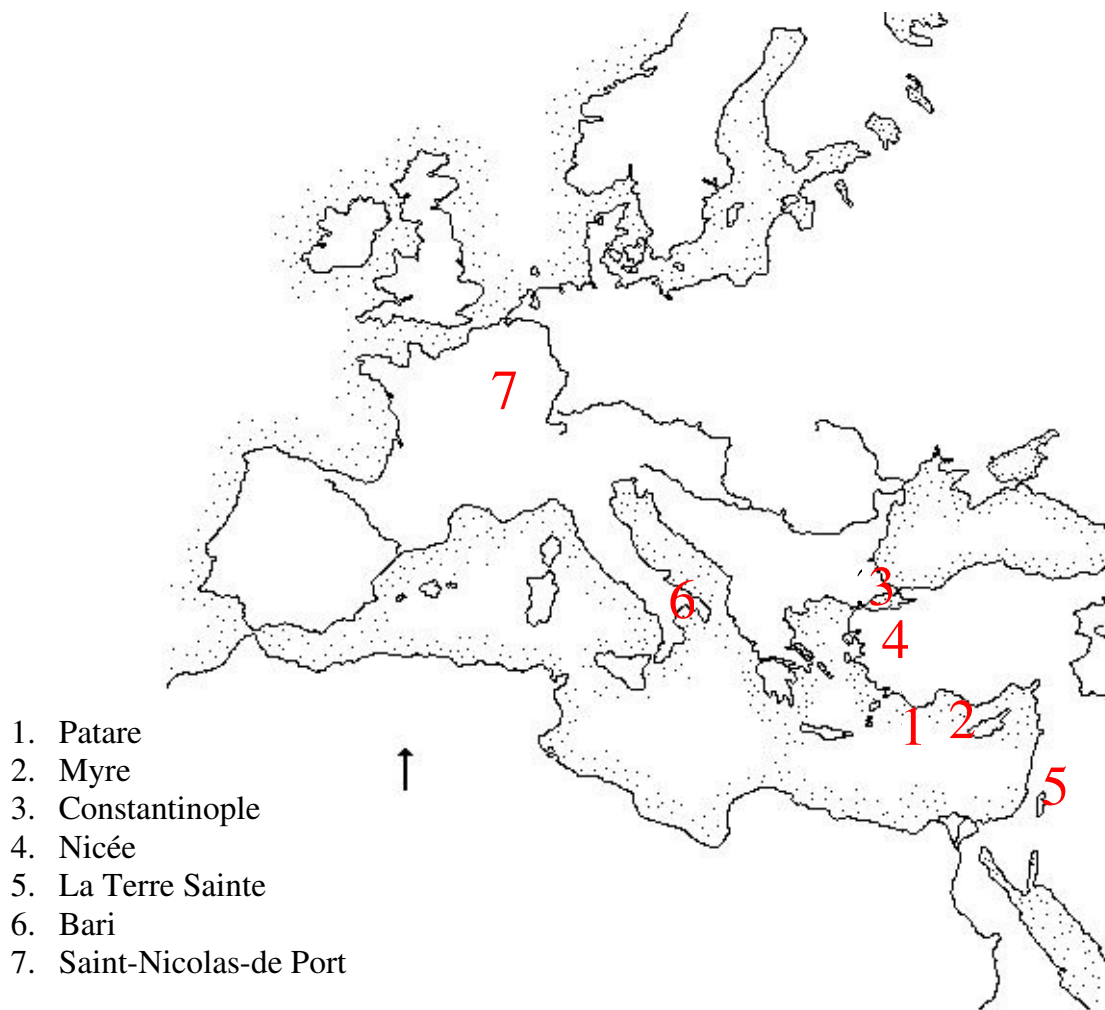 7
3
6
4
1
2
5
1. Patare
2. Myre
3. Constantinople
4. Nicée
5. La Terre Sainte
6. Bari
7. Saint-Nicolas-de Port